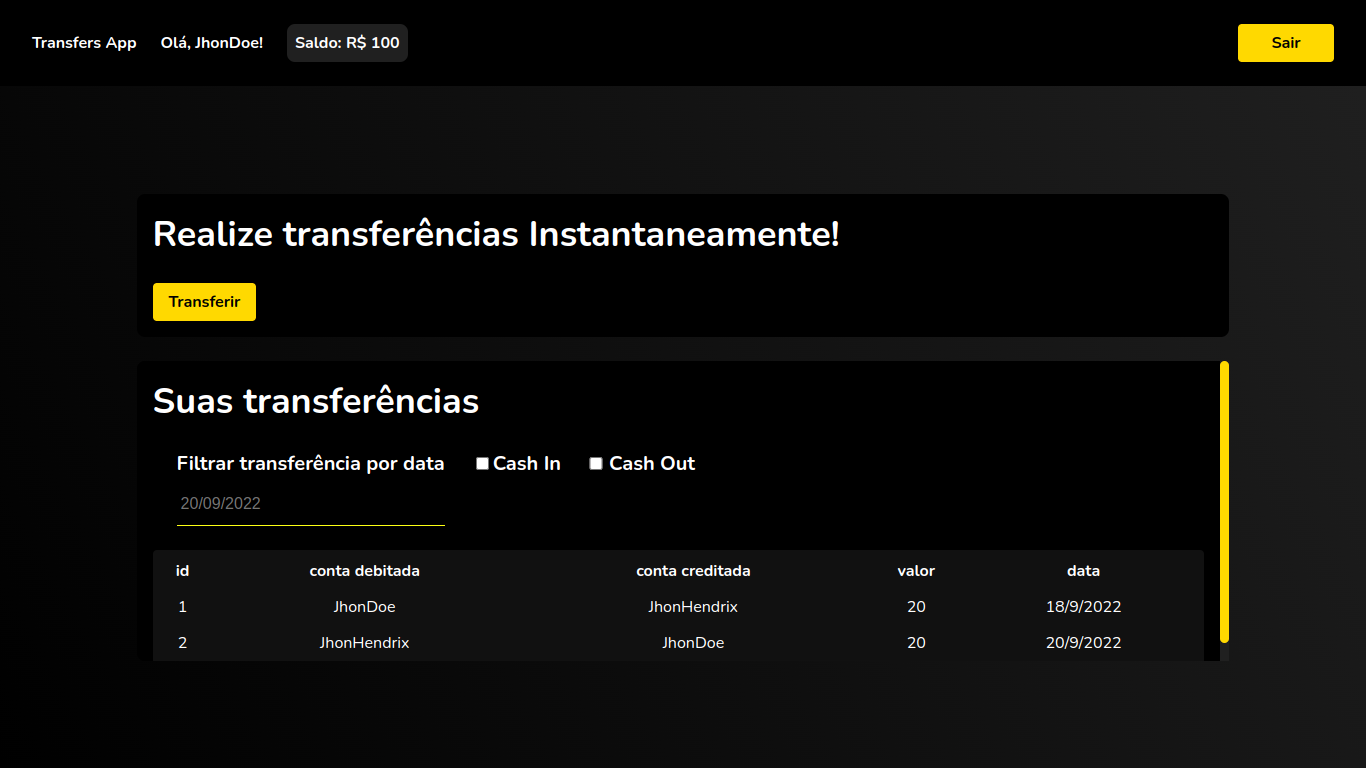 Transfers App Olá, JhonDoe! Saldo: R$ 100 Sair
Realize transferências Instantaneamente!
Transferir
Suas transferências
Filtrar transferência por data Cash In Cash Out
20/09/2022
id conta debitada conta creditada valor data
1 JhonDoe JhonHendrix 20 18/9/2022
2 JhonHendrix JhonDoe 20 20/9/2022